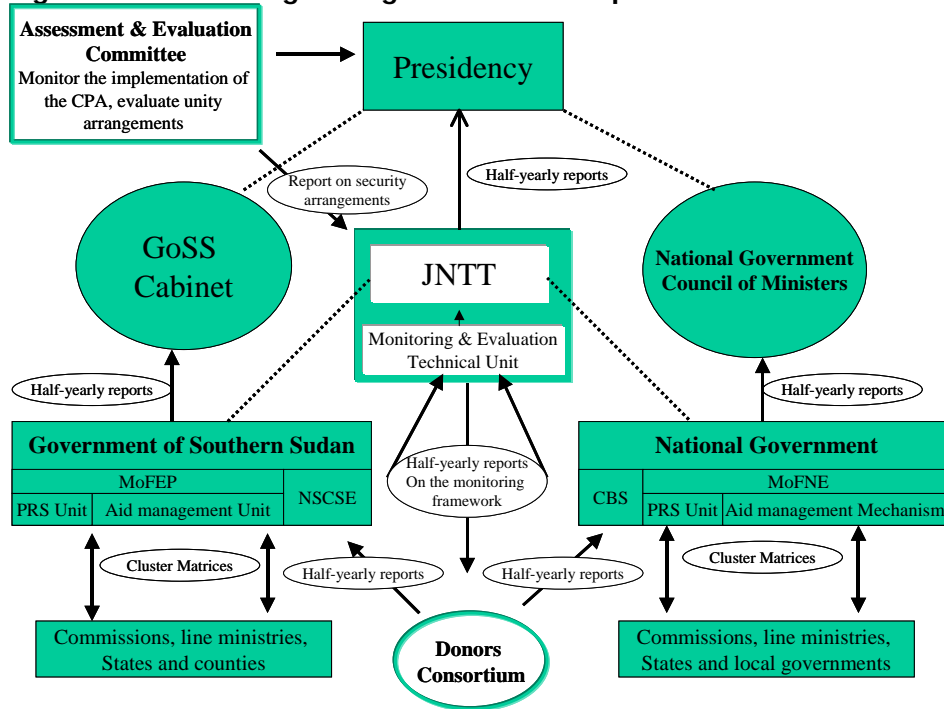 Assessment & Evaluation
Committee
Monitor the implementation of
the CPA, evaluate unity
arrangements
Presidency
Report on security
arrangements
Half-yearly reports
GoSS
Cabinet
JNTT
National Government
Council of Ministers
Monitoring & Evaluation
Technical Unit
Half-yearly reports
Half-yearly reports
Government of Southern Sudan
MoFEP
NSCSE
PRS Unit
Aid management Unit
Half-yearly reports
On the monitoring
framework
National Government
CBS
MoFNE
PRS Unit
Aid management Mechanism
Cluster Matrices
Half-yearly reports
Half-yearly reports
Cluster Matrices
Commissions, line ministries,
States and counties
Donors
Consortium
Commissions, line ministries,
States and local governments